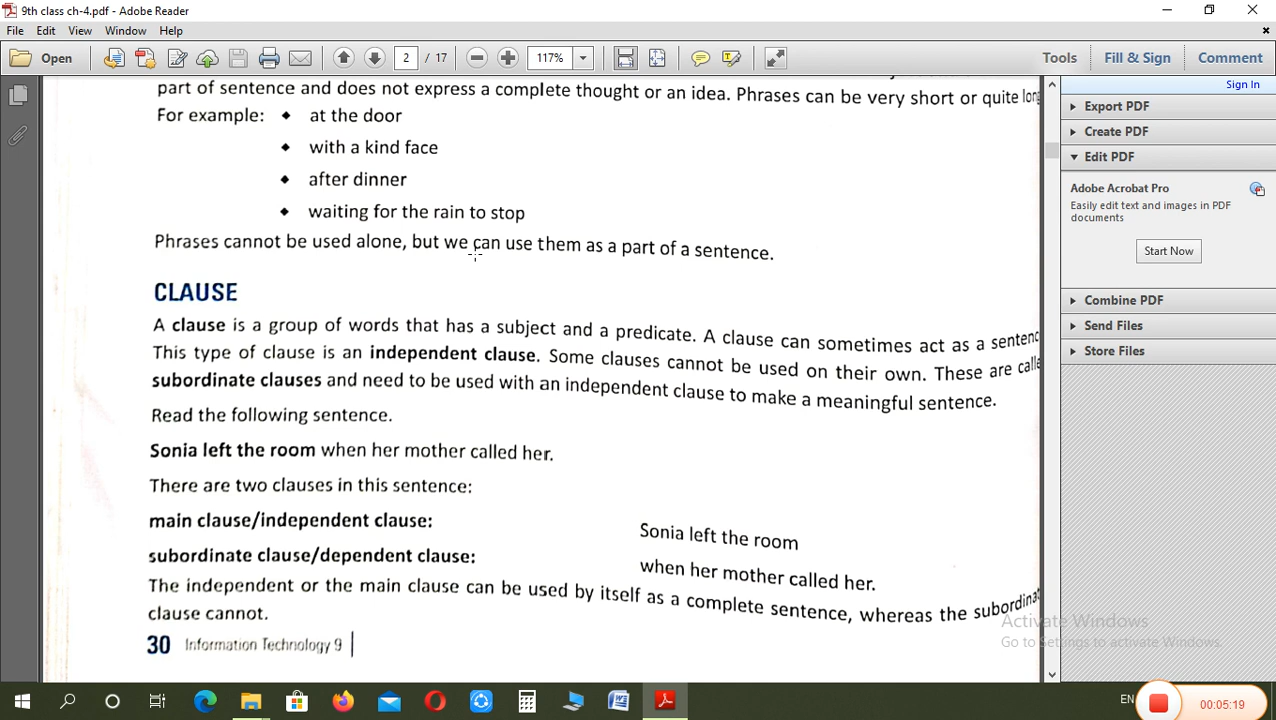 9th class ch-4.pdf - Adobe Reader
File Edit View Window Help
Open 2 / 17 117% Tools Fill & Sign Comment
Sign In
Export PDF
Create PDF
Edit PDF
Adobe Acrobat Pro
Easily edit text and images in PDF
documents
Start Now
Combine PDF
Send Files
Store Files
part of sentence and does not express a complete thought or an idea. Phrases can be very short or quite long
For example: ◆ at the door
◆ with a kind face
◆ after dinner
◆ waiting for the rain to stop
Phrases cannot be used alone, but we can use them as a part of a sentence.
CLAUSE
A clause is a group of words that has a subject and a predicate. A clause can sometimes act as a sentenc
This type of clause is an independent clause. Some clauses cannot be used on their own. These are calle
subordinate clauses and need to be used with an independent clause to make a meaningful sentence.
Read the following sentence.
Sonia left the room when her mother called her.
There are two clauses in this sentence:
main clause/independent clause: Sonia left the room
subordinate clause/dependent clause: when her mother called her.
The independent or the main clause can be used by itself as a complete sentence, whereas the subordinat
clause cannot.
30 Information Technology 9
Activate Windows
Go to Settings to activate Windows.
EN
00:05:19